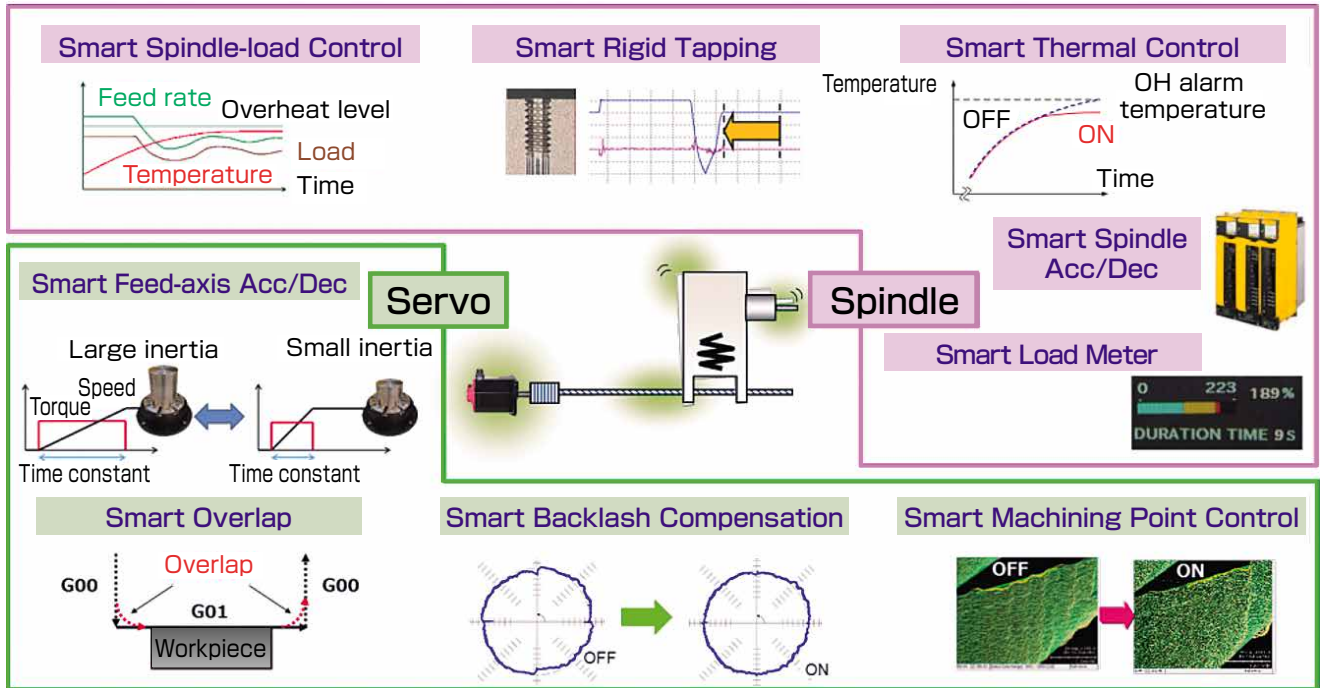 Smart Spindle-load Control
Feed rate
Overheat level
Load
Temperature
Time
Smart Rigid Tapping
Smart Thermal Control
Temperature
OH alarm
temperature
OFF
ON
Time
Smart Spindle
Acc/Dec
Smart Load Meter
0 223 189%
DURATION TIME 9S
Spindle
Servo
Smart Feed-axis Acc/Dec
Large inertia
Small inertia
Speed
Torque
Time constant
Time constant
Smart Overlap
Overlap
G00
G00
G01
Workpiece
Smart Backlash Compensation
OFF
ON
Smart Machining Point Control
OFF
ON